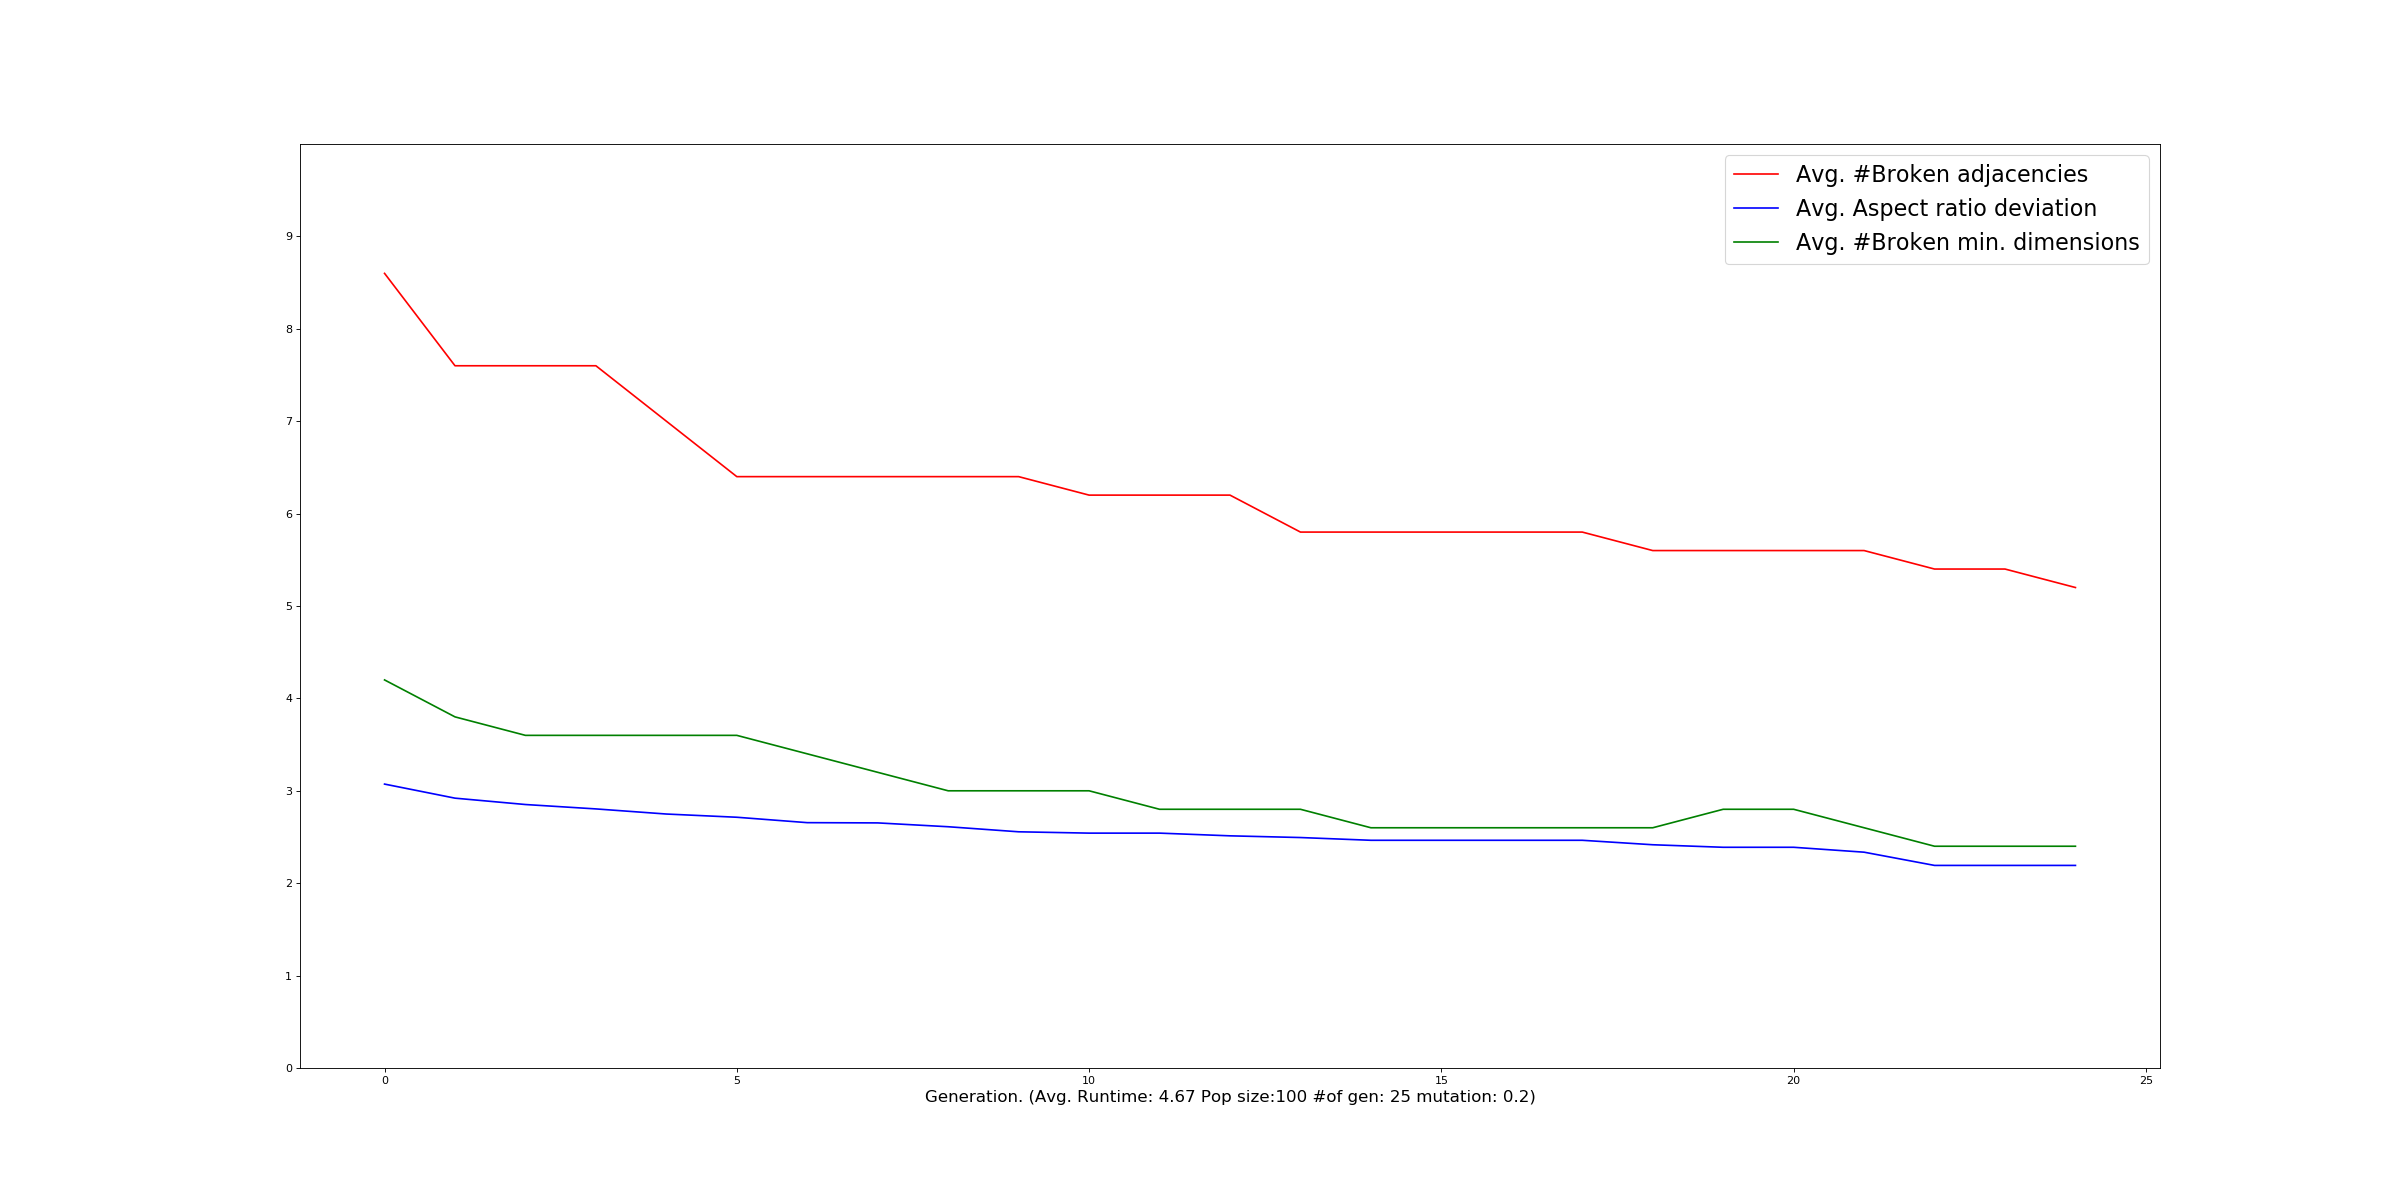 Avg. #Broken adjacencies
Avg. Aspect ratio deviation
Avg. #Broken min. dimensions
9
8
7
6
5
4
3
2
1
0
0 5 10 15 20 25
Generation. (Avg. Runtime: 4.67 Pop size:100 #of gen: 25 mutation: 0.2)